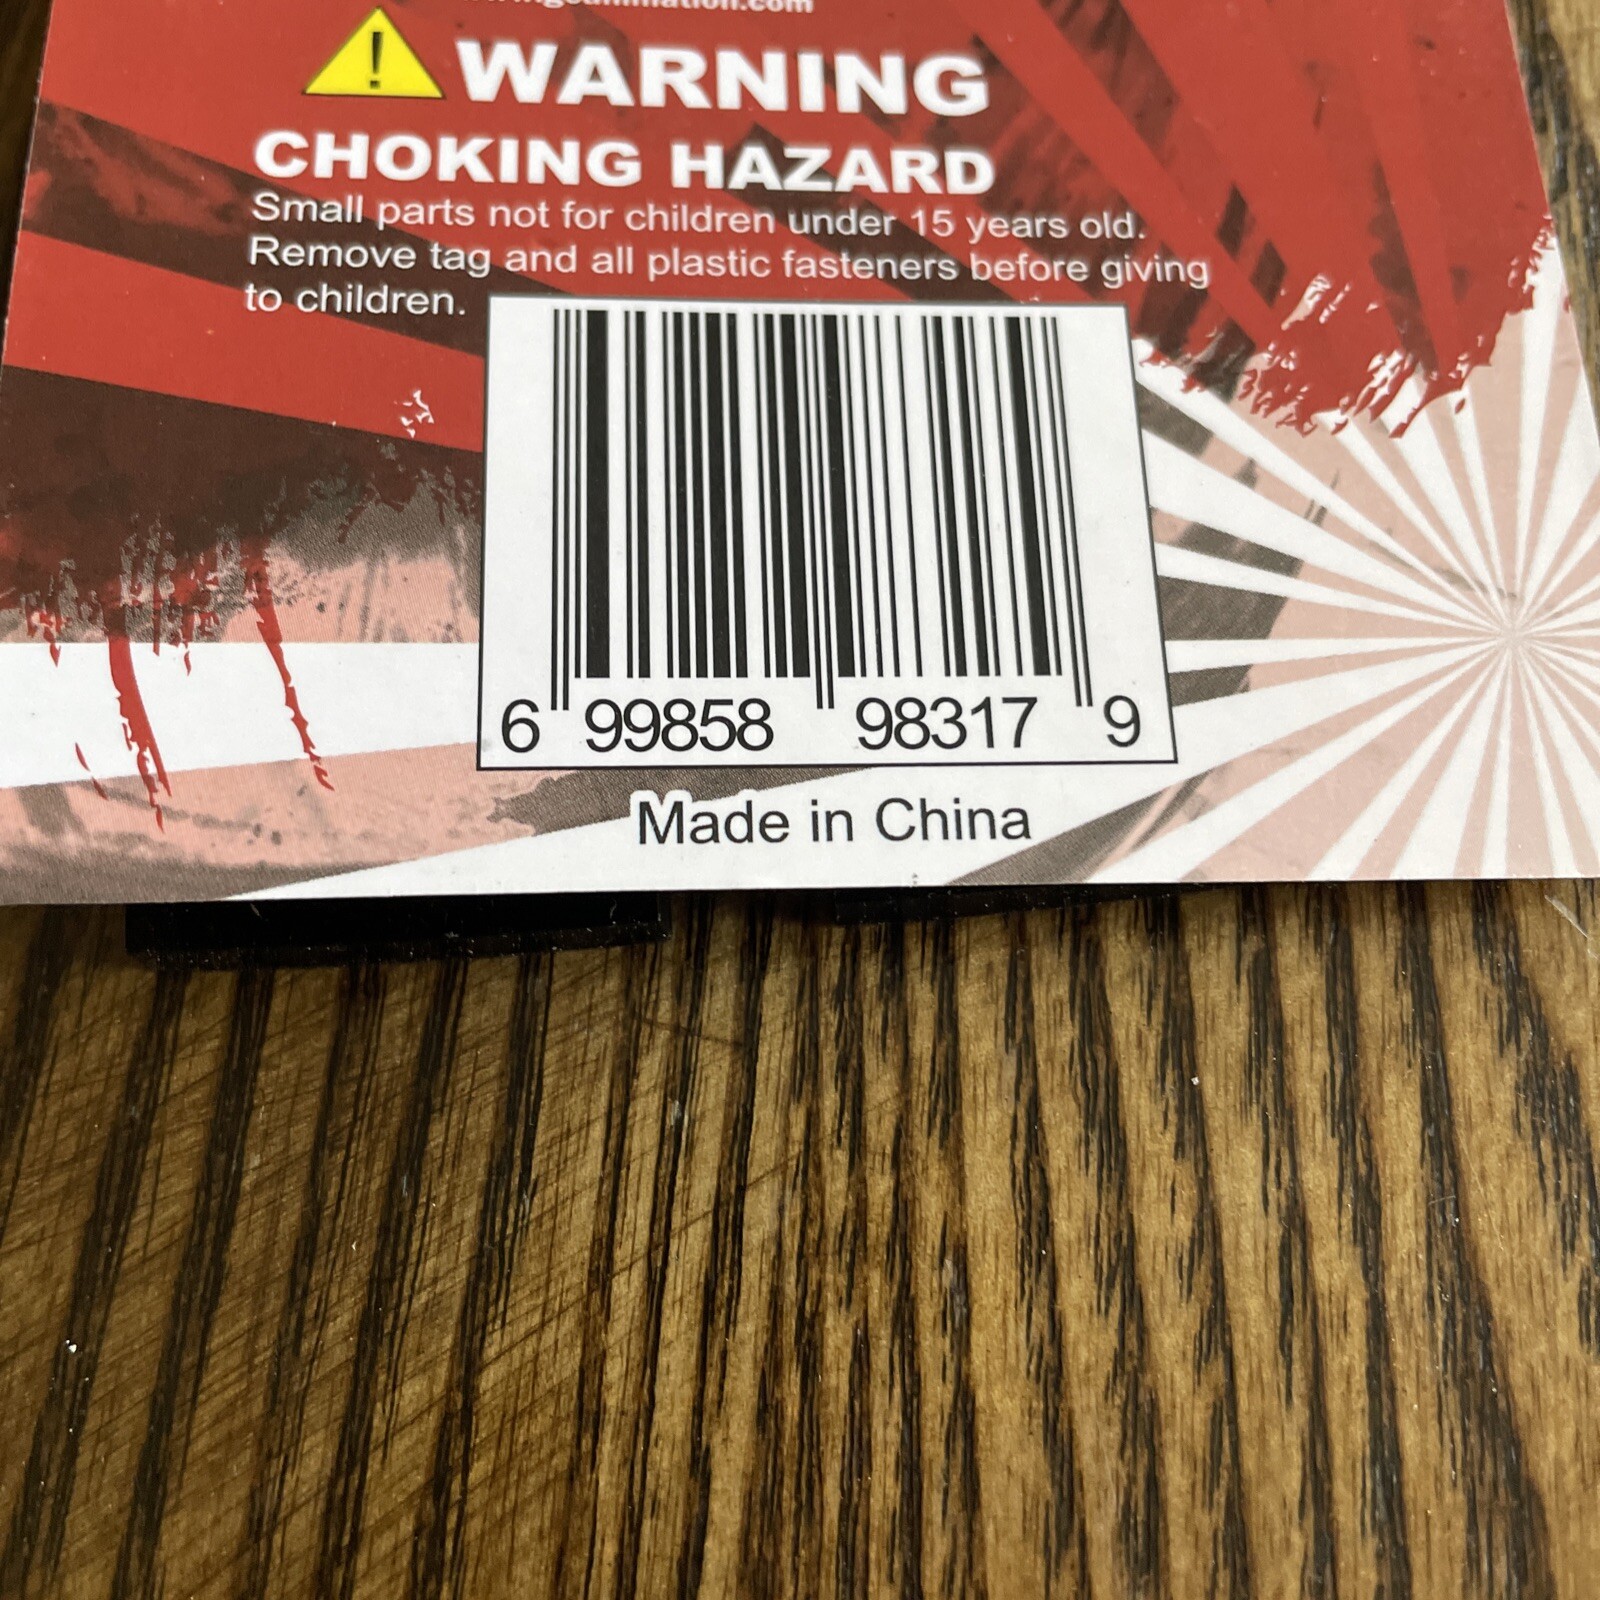 WARNING
CHOKING HAZARD
Small parts not for children under 15 years old.
Remove tag and all plastic fasteners before giving
to children.
6 99858 98317 9
Made in China